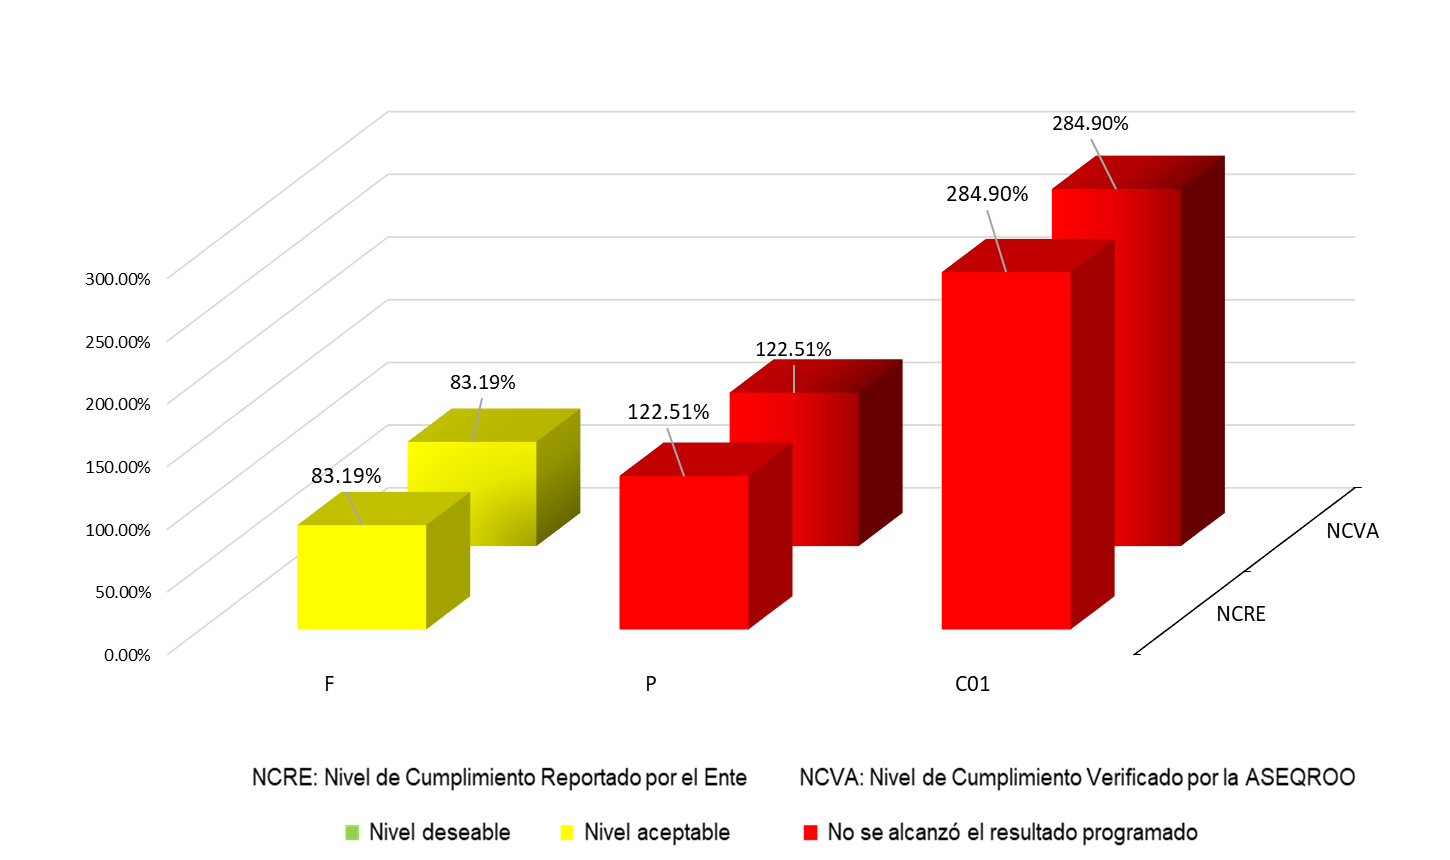 284.90%
284.90%
300.00%
250.00%
122.51%
200.00%
83.19%
122.51%
150.00%
83.19%
100.00%
NCVA
50.00%
NCRE
0.00%
F P C01
NCRE: Nivel de Cumplimiento Reportado por el Ente NCVA: Nivel de Cumplimiento Verificado por la ASEQROO
Nivel deseable Nivel aceptable No se alcanzó el resultado programado